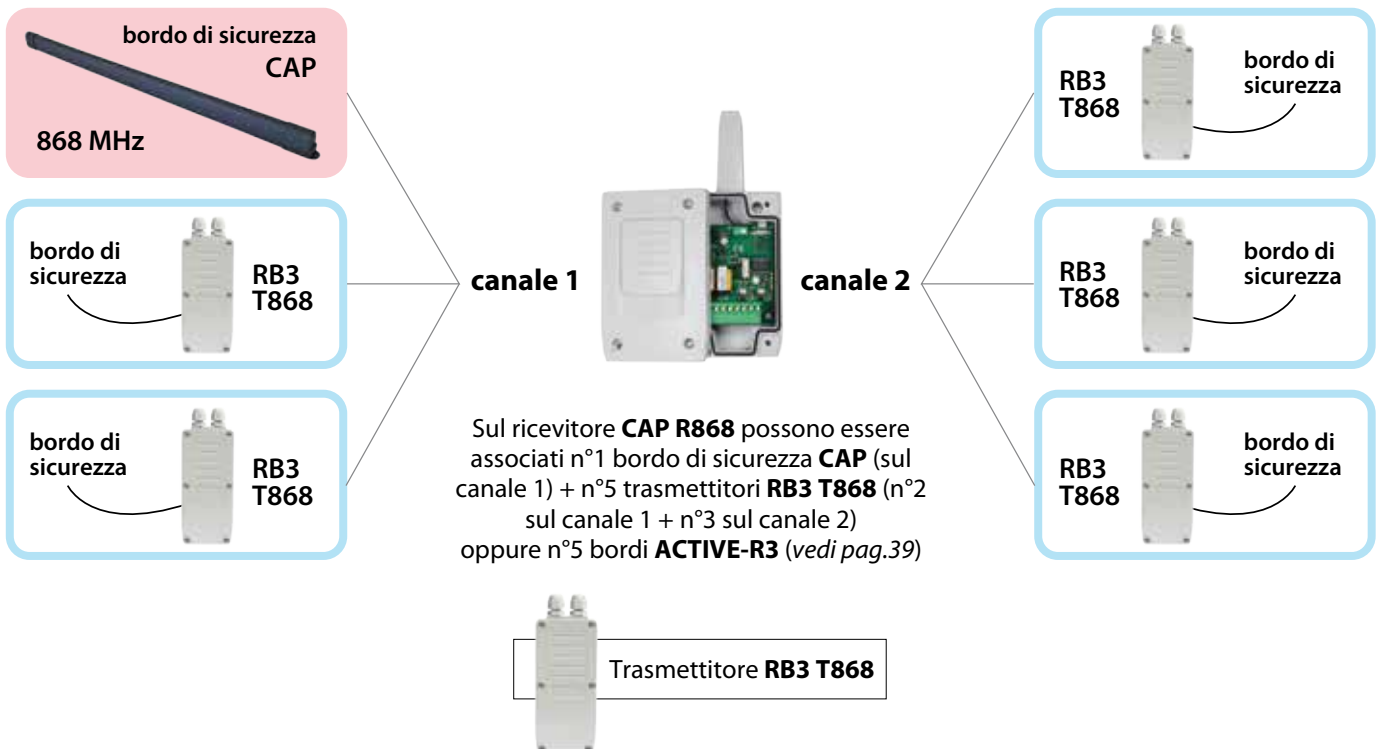 bordo di sicurezza
CAP
868 MHz
bordo di
sicurezza
RB3
T868
bordo di
sicurezza
RB3
T868
canale 1
canale 2
RB3
T868
bordo di
sicurezza
RB3
T868
bordo di
sicurezza
RB3
T868
bordo di
sicurezza
Sul ricevitore CAP R868 possono essere
associati n°1 bordo di sicurezza CAP (sul
canale 1) + n°5 trasmettitori RB3 T868 (n°2
sul canale 1 + n°3 sul canale 2)
oppure n°5 bordi ACTIVE-R3 (vedi pag.39)
Trasmettitore RB3 T868